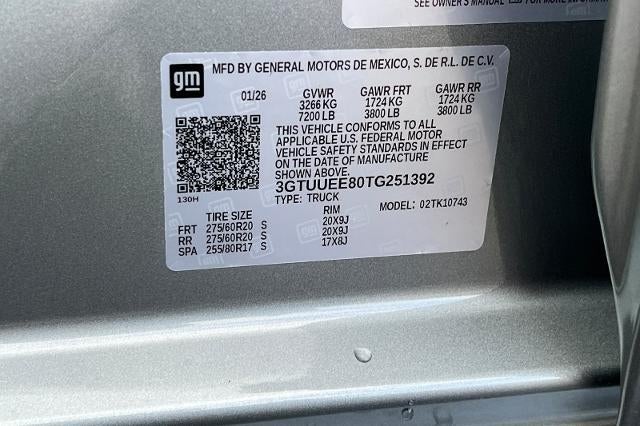 SEE OWNER'S MANUAL FOR MORE INFORMATION
gm
MFD BY GENERAL MOTORS DE MEXICO, S. DE R.L. DE C.V.
01/26 GVWR GAWR FRT GAWR RR
3266 KG 1724 KG 1724 KG
7200 LB 3800 LB 3800 LB
THIS VEHICLE CONFORMS TO ALL
APPLICABLE U.S. FEDERAL MOTOR
VEHICLE SAFETY STANDARDS IN EFFECT
ON THE DATE OF MANUFACTURE
SHOWN ABOVE.
3GTUUEE80TG251392
130H
TYPE: TRUCK MODEL: 02TK10743
TIRE SIZE RIM
FRT 275/60R20 S 20X9J
RR 275/60R20 S 20X9J
SPA 255/80R17 S 17X8J